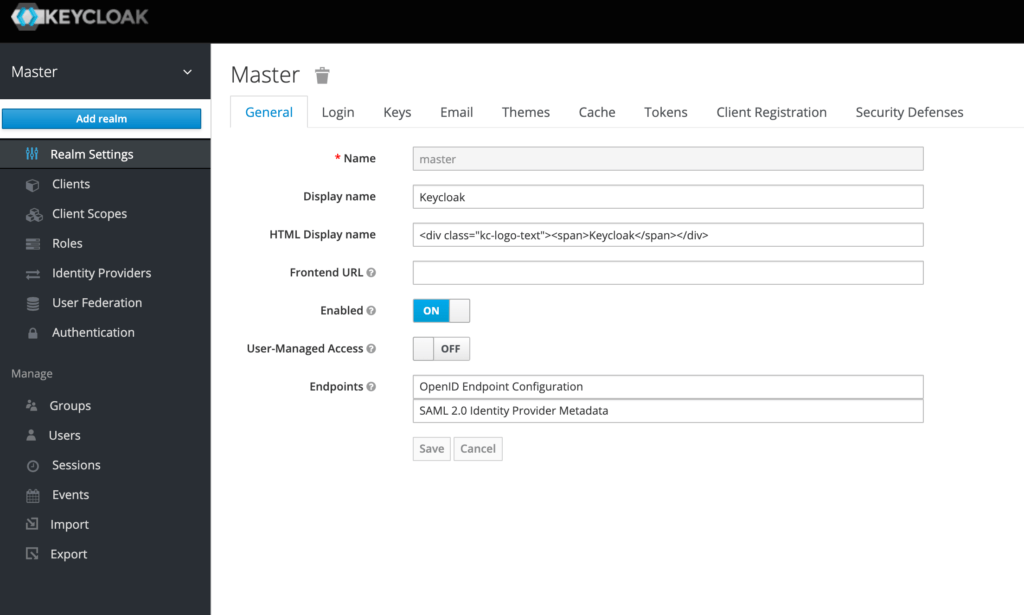 KEYCLOAK
Master
Add realm
Realm Settings
Clients
Client Scopes
Roles
Identity Providers
User Federation
Authentication
Manage
Groups
Users
Sessions
Events
Import
Export
Master
General Login Keys Email Themes Cache Tokens Client Registration Security Defenses
* Name master
Display name Keycloak
HTML Display name <div class="kc-logo-text"><span>Keycloak</span></div>
Frontend URL ?
Enabled ? ON
User-Managed Access ? OFF
Endpoints ? OpenID Endpoint Configuration
SAML 2.0 Identity Provider Metadata
Save Cancel